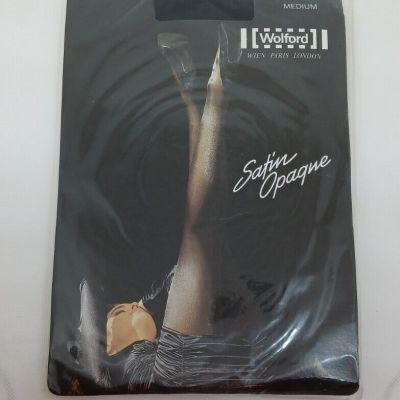 MEDIUM
Wolford
WIEN PARIS LONDON
Satin
Opaque